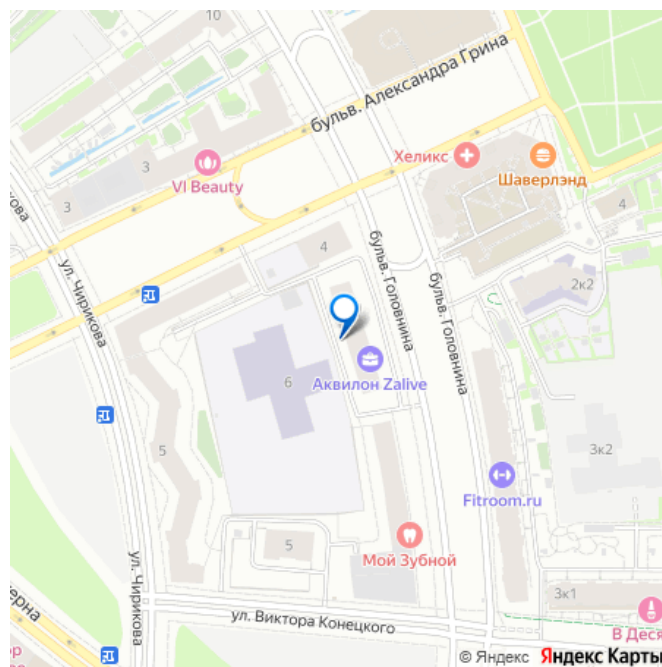 10
бульв. Александра Грина
Хеликс
Шаверлэнд
3
VI Beauty
3
4
4
ул. Чирикова
бульв. Головнина
бульв. Головнина
2к2
Аквилон Zalive
6
5
3к2
Fitroom.ru
5
Мой Зубной
ул. Чирикова
3к1
ул. Виктора Конецкого
В Деся
© Яндекс Яндекс Карты